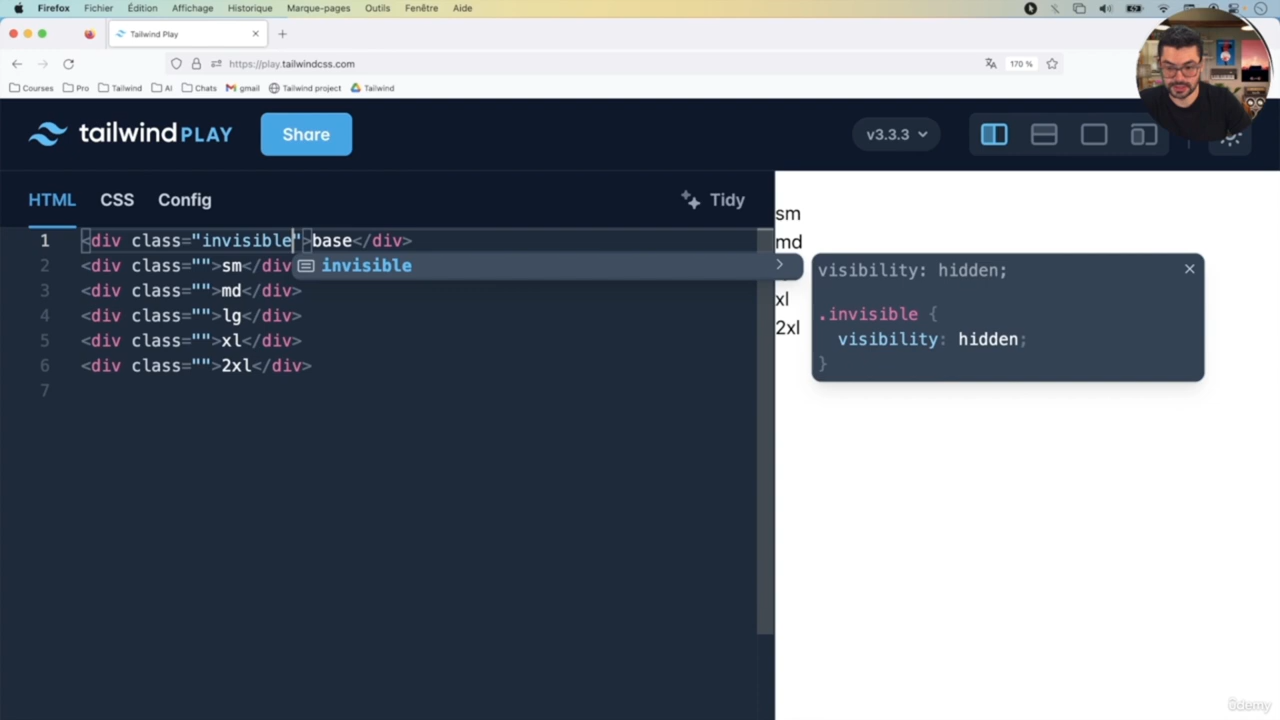 Firefox Fichier Édition Affichage Historique Marque-pages Outils Fenêtre Aide
Tailwind Play
https://play.tailwindcss.com
170 %
Courses Pro Tailwind AI Chats gmail Tailwind project Tailwind
tailwind PLAY Share v3.3.3
HTML CSS Config Tidy
1 <div class="invisible">base</div>
2 <div class="">sm</div
3 <div class="">md</div>
4 <div class="">lg</div>
5 <div class="">xl</div>
6 <div class="">2xl</div>
7
invisible
sm
md
xl
2xl
visibility: hidden;
.invisible {
visibility: hidden;
}
ûdemy